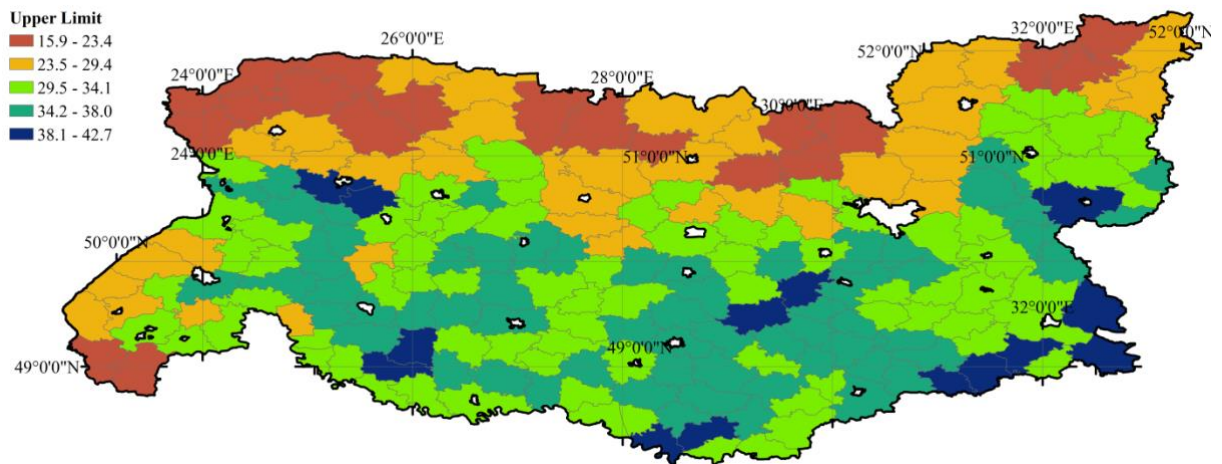 Upper Limit
15.9 - 23.4
23.5 - 29.4
29.5 - 34.1
34.2 - 38.0
38.1 - 42.7
26°0'0"E
32°0'0"E
52°0'0"N
52°0'0"N
24°0'0"E
28°0'0"E
30°0'0"E
24°0'0"E
51°0'0"N
51°0'0"N
50°0'0"N
32°0'0"E
49°0'0"N
49°0'0"N